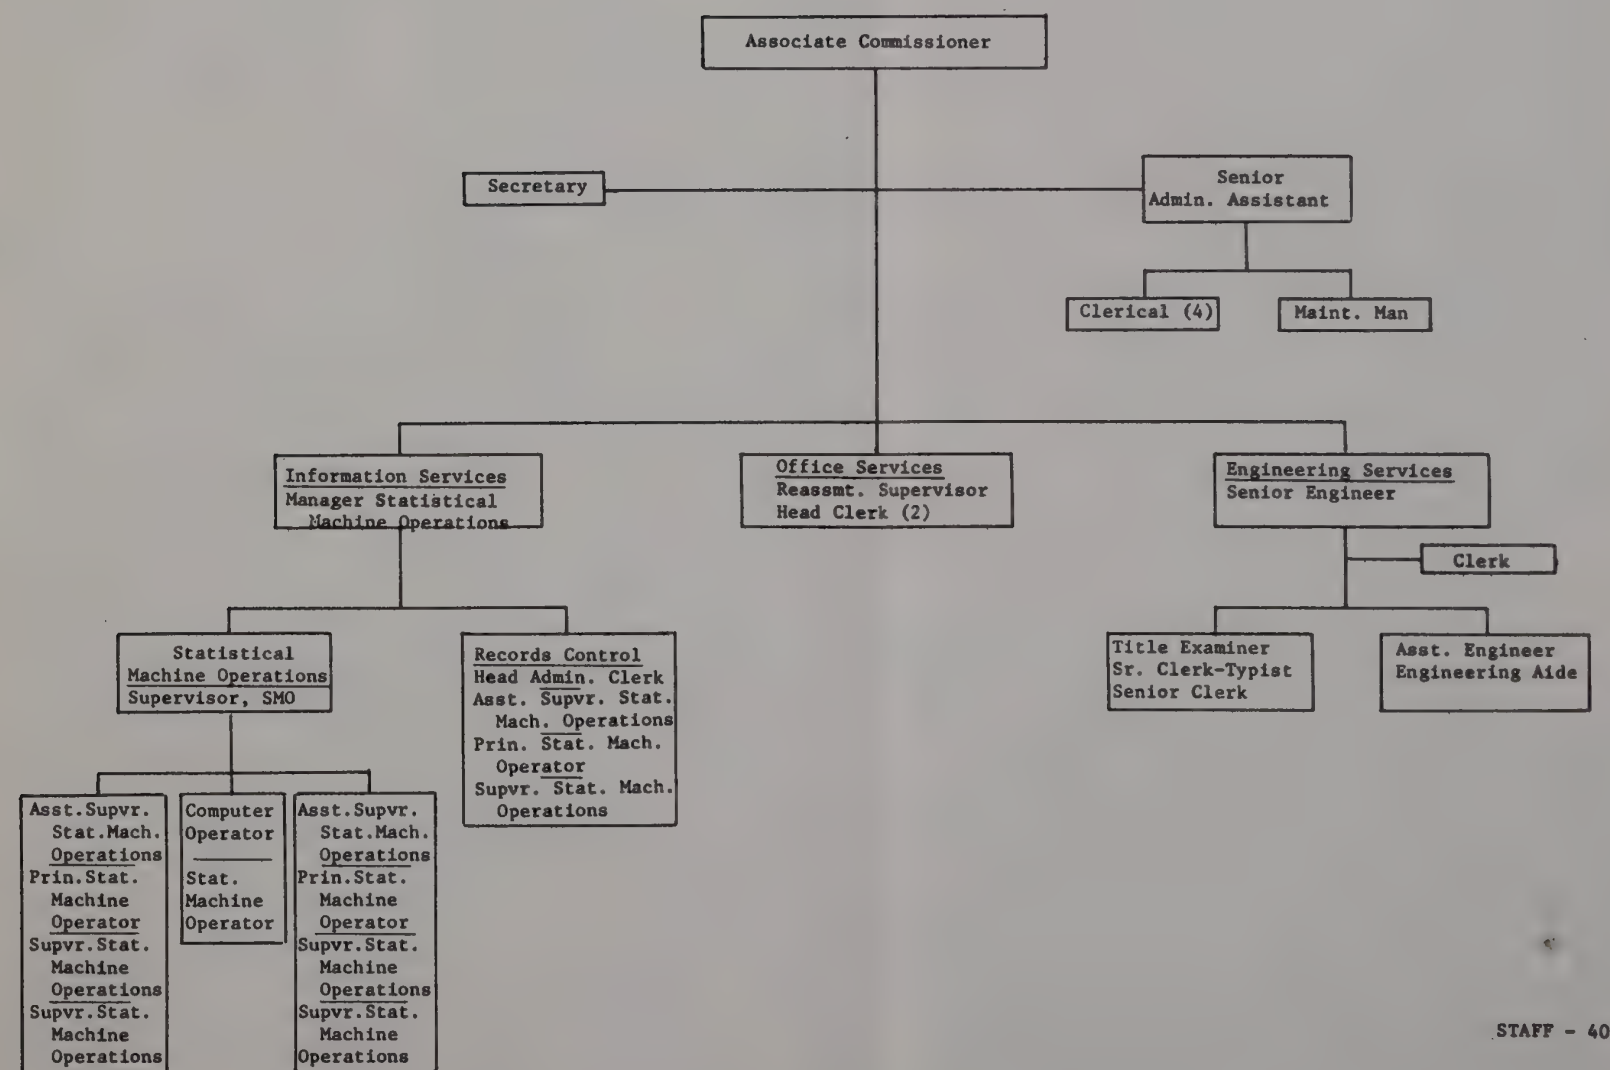 Associate Commissioner
Secretary
Senior
Admin. Assistant
Clerical (4)
Maint. Man
Information Services
Manager Statistical
Machine Operations
Office Services
Reassmt. Supervisor
Head Clerk (2)
Engineering Services
Senior Engineer
Clerk
Statistical
Machine Operations
Supervisor, SMO
Records Control
Head Admin. Clerk
Asst. Supvr. Stat.
Mach. Operations
Prin. Stat. Mach.
Operator
Supvr. Stat. Mach.
Operations
Title Examiner
Sr. Clerk-Typist
Senior Clerk
Asst. Engineer
Engineering Aide
Asst.Supvr.
Stat.Mach.
Operations
Prin.Stat.
Machine
Operator
Supvr.Stat.
Machine
Operations
Supvr.Stat.
Machine
Operations
Computer
Operator
Stat.
Machine
Operator
Asst.Supvr.
Stat.Mach.
Operations
Prin.Stat.
Machine
Operator
Supvr.Stat.
Machine
Operations
Supvr.Stat.
Machine
Operations
STAFF - 40